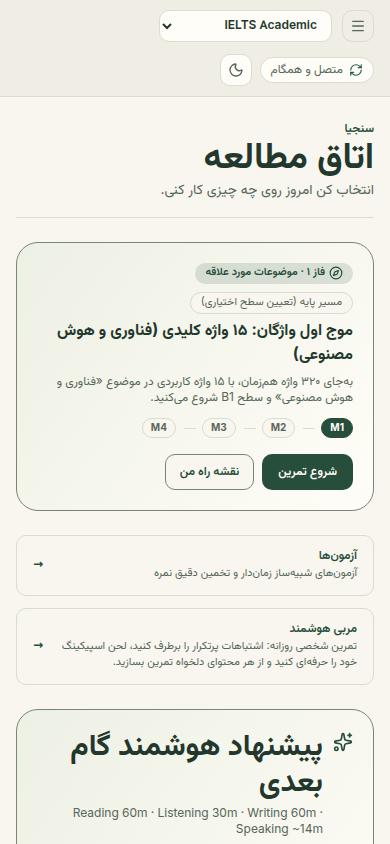 IELTS Academic
متصل و همگام
سنجیا
اتاق مطالعه
انتخاب کن امروز روی چه چیزی کار کنی.
فاز ۱ · موضوعات مورد علاقه
مسیر پایه (تعیین سطح اختیاری)
موج اول واژگان: ۱۵ واژه کلیدی (فناوری و هوش
مصنوعی)
به‌جای ۳۲۰ واژه هم‌زمان، با ۱۵ واژه کاربردی در موضوع «فناوری و
هوش مصنوعی» و سطح B1 شروع می‌کنید.
M1 — M2 — M3 — M4
شروع تمرین
نقشه راه من
آزمون‌ها
آزمون‌های شبیه‌ساز زمان‌دار و تخمین دقیق نمره
→
مربی هوشمند
تمرین شخصی روزانه: اشتباهات پرتکرار را برطرف کنید، لحن اسپیکینگ
خود را حرفه‌ای کنید و از هر محتوای دلخواه تمرین بسازید.
→
پیشنهاد هوشمند گام
بعدی
Reading 60m · Listening 30m · Writing 60m ·
Speaking ~14m